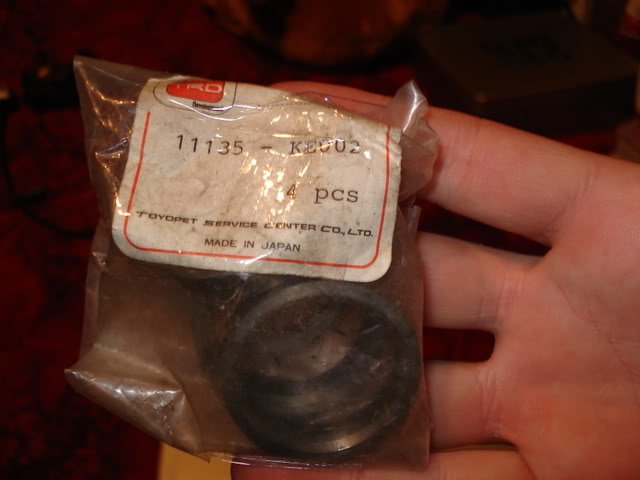 TRD
11135 - KE002
4 pcs
TOYOPET SERVICE CENTER CO., LTD.
MADE IN JAPAN